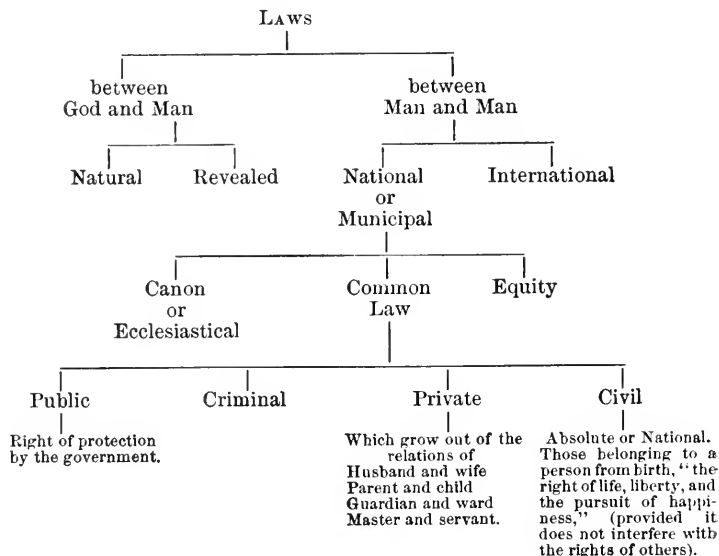 LAWS
between
God and Man
between
Man and Man
Natural
Revealed
National
or
Municipal
International
Canon
or
Ecclesiastical
Common
Law
Equity
Public
Criminal
Private
Civil
Right of protection
by the government.
Which grow out of the
relations of
Husband and wife
Parent and child
Guardian and ward
Master and servant.
Absolute or National.
Those belonging to a
person from birth, "the
right of life, liberty, and
the pursuit of happi-
ness," (provided it
does not interfere with
the rights of others).